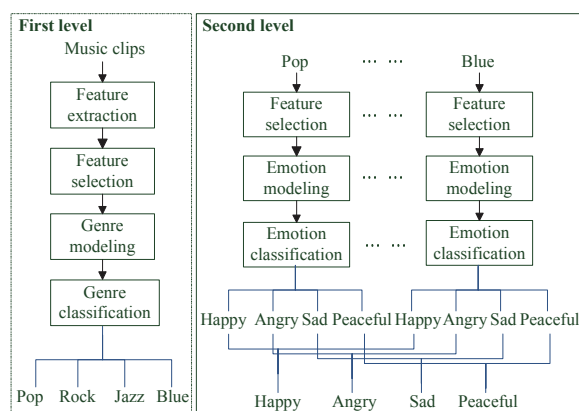 First level
Music clips
Feature
extraction
Feature
selection
Genre
modeling
Genre
classification
Pop Rock Jazz Blue
Second level
Pop ... ... Blue
Feature
selection
... ...
Feature
selection
Emotion
modeling
... ...
Emotion
modeling
Emotion
classification
... ...
Emotion
classification
Happy Angry Sad Peaceful Happy Angry Sad Peaceful
Happy Angry Sad Peaceful